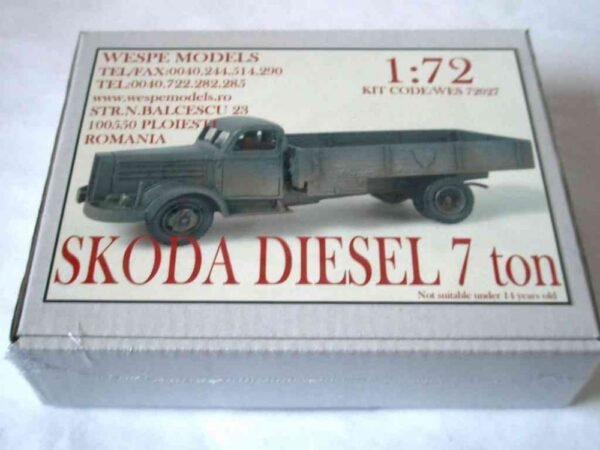 WESPE MODELS
TEL/FAX:0040.244.514.290
TEL:0040.722.282.285
www.wespemodels.ro
STR.N.BALCESCU 23
100550 PLOIESTI
ROMANIA
1:72
KIT CODE:WES 72027
SKODA DIESEL 7 ton
Not suitable under 14 years old